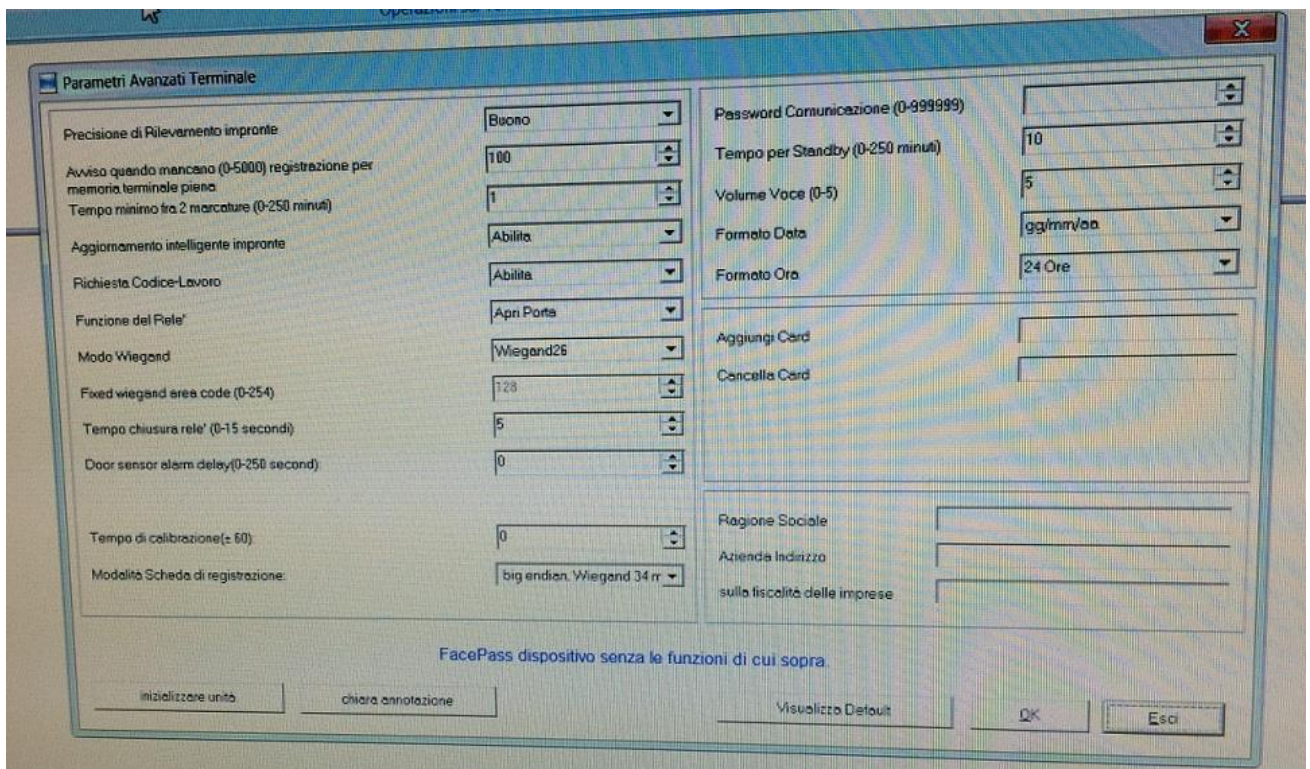 Parametri Avanzati Terminale
Precisione di Rilevamento impronte
Buono
Avviso quando mancano (0-5000) registrazione per
memoria terminale piena
100
Tempo minimo fra 2 marcature (0-250 minuti)
1
Aggiornamento intelligente impronte
Abilita
Richiesta Codice-Lavoro
Abilita
Funzione del Rele'
Apri Porta
Modo Wiegand
Wiegand26
Fixed wiegand area code (0-254)
128
Tempo chiusura rele' (0-15 secondi)
5
Door sensor alarm delay(0-250 second):
0
Tempo di calibrazione(± 60):
0
Modalità Scheda di registrazione:
big endian, Wiegand 34 m
Password Comunicazione (0-999999)
Tempo per Standby (0-250 minuti)
10
Volume Voce (0-5)
5
Formato Data
gg/mm/aa
Formato Ora
24 Ore
Aggiungi Card
Cancella Card
Ragione Sociale
Azienda Indirizzo
sulla fiscalità delle imprese
FacePass dispositivo senza le funzioni di cui sopra.
inizializzare unità
chiara annotazione
Visualizza Default
OK
Esci